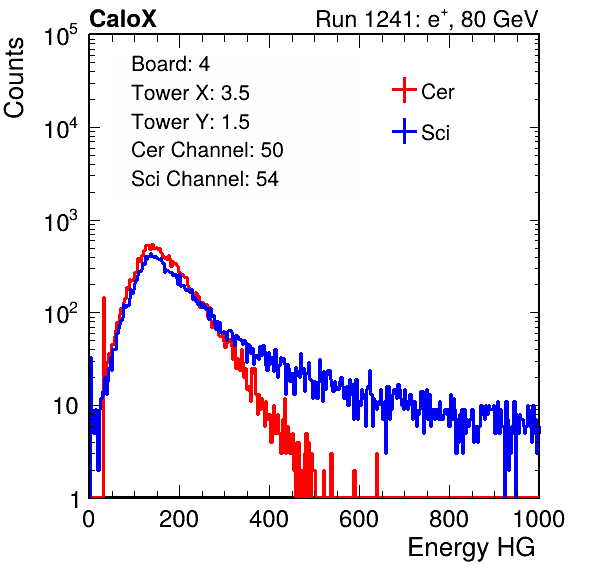 CaloX Run 1241: e⁺, 80 GeV
Counts
10⁵
10⁴
10³
10²
10
1
Board: 4
Tower X: 3.5
Tower Y: 1.5
Cer Channel: 50
Sci Channel: 54
Cer
Sci
0 200 400 600 800 1000
Energy HG